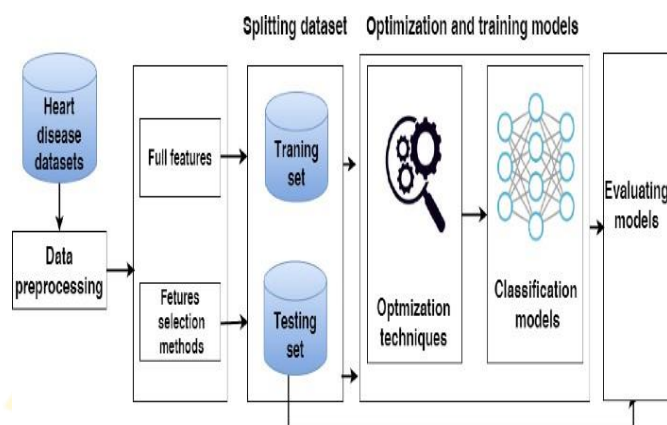 Splitting dataset
Optimization and training models
Heart
disease
datasets
Data
preprocessing
Full features
Fetures
selection
methods
Traning
set
Testing
set
Optmization
techniques
Classification
models
Evaluating
models